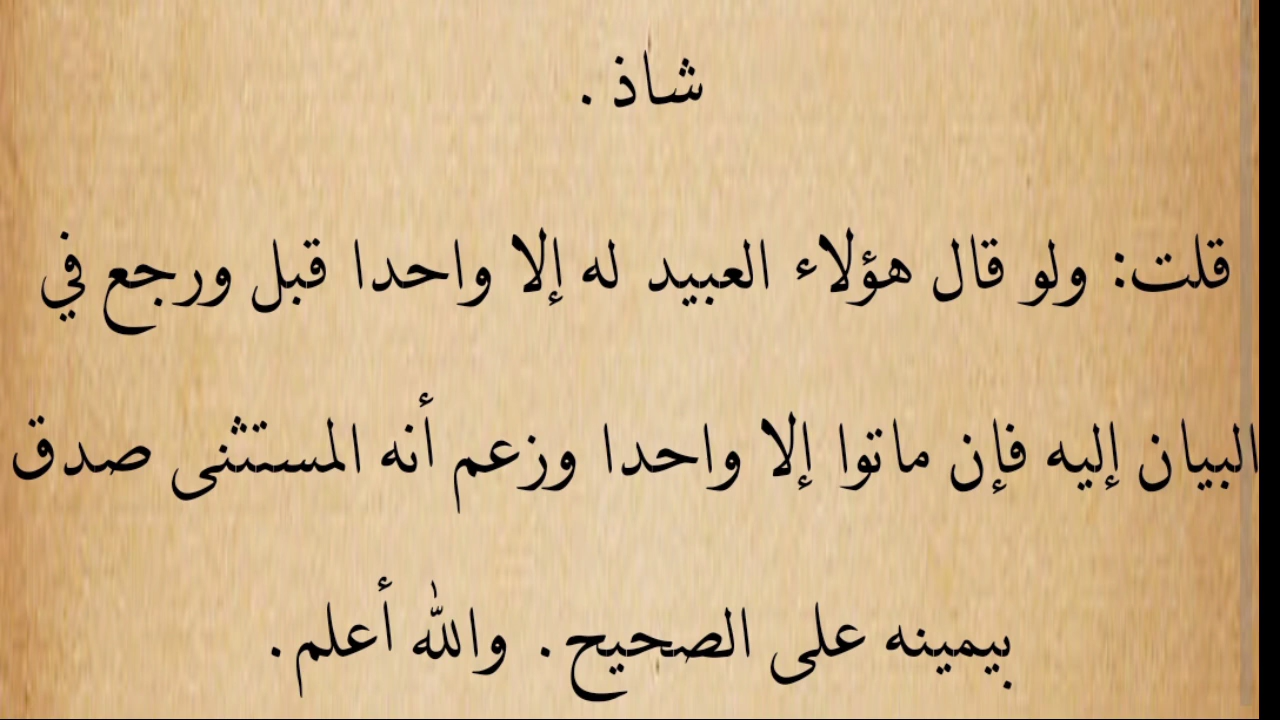 شاذ .
قلت: ولو قال هؤلاء العبيد له إلا واحدا قبل ورجع في
البيان إليه فإن ماتوا إلا واحدا وزعم أنه المستثنى صدق
بيمينه على الصحيح . والله أعلم .